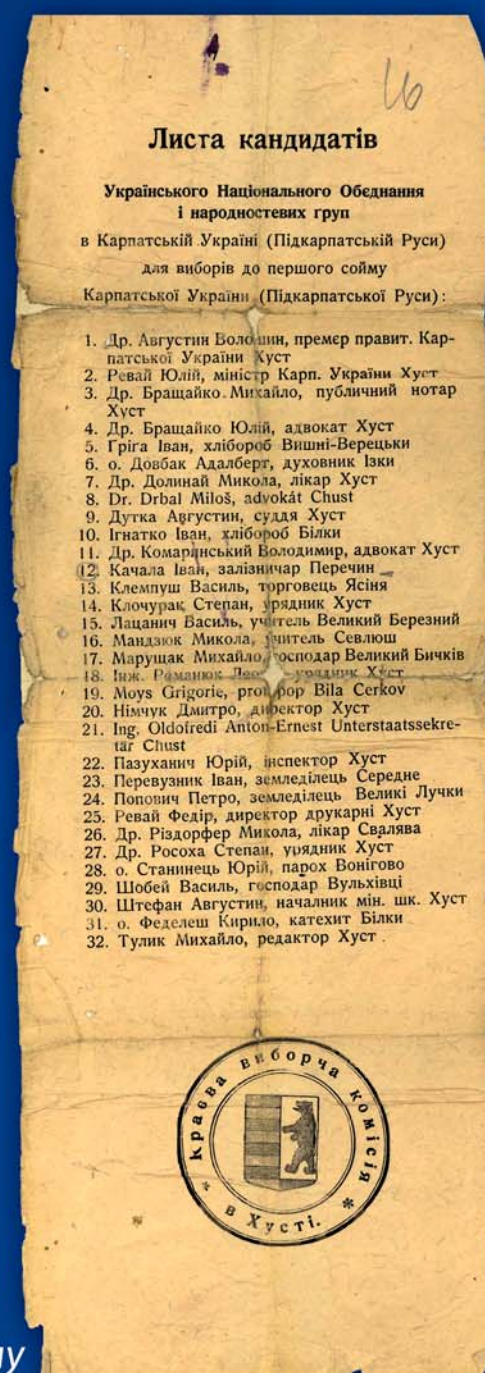 16
Листа кандидатів
Українського Національного Обєднання
і народностевих груп
в Карпатській Україні (Підкарпатській Руси)
для виборів до першого сойму
Карпатської України (Підкарпатської Руси):
1. Др. Августин Волошин, премєр правит. Кар-
патської України Хуст
2. Ревай Юлій, міністр Карп. України Хуст
3. Др. Бращайко Михайло, публичний нотар
Хуст
4. Др. Бращайко Юлій, адвокат Хуст
5. Гріга Іван, хлібороб Вишні-Верецьки
6. о. Довбак Адалберт, духовник Ізки
7. Др. Долинай Микола, лікар Хуст
8. Dr. Drbal Miloš, advokát Chust
9. Дутка Августин, суддя Хуст
10. Ігнатко Іван, хлібороб Білки
11. Др. Комарінський Володимир, адвокат Хуст
12. Качала Іван, залізничар Перечин
13. Клемпуш Василь, торговець Ясіня
14. Клочурак Степан, урядник Хуст
15. Лацанич Василь, учитель Великий Березний
16. Мандзюк Микола, учитель Севлюш
17. Марущак Михайло, господар Великий Бичків
18. Інж. Романюк урядник Хуст
19. Moys Grigorie, protopop Bila Cerkov
20. Німчук Дмитро, директор Хуст
21. Ing. Oldofredi Anton-Ernest Unterstaatssekre-
tär Chust
22. Пазуханич Юрій, інспектор Хуст
23. Перевузник Іван, земледілець Середне
24. Попович Петро, земледілець Великі Лучки
25. Ревай Федір, директор друкарні Хуст
26. Др. Різдорфер Микола, лікар Свалява
27. Др. Росоха Степан, урядник Хуст
28. о. Станинець Юрій, парох Вонігово
29. Шобей Василь, господар Вульхівці
30. Штефан Августин, началник мін. шк. Хуст
31. о. Феделеш Кирило, катехит Білки
32. Тулик Михайло, редактор Хуст
* Краєва виборча комісія *
в Хусті.